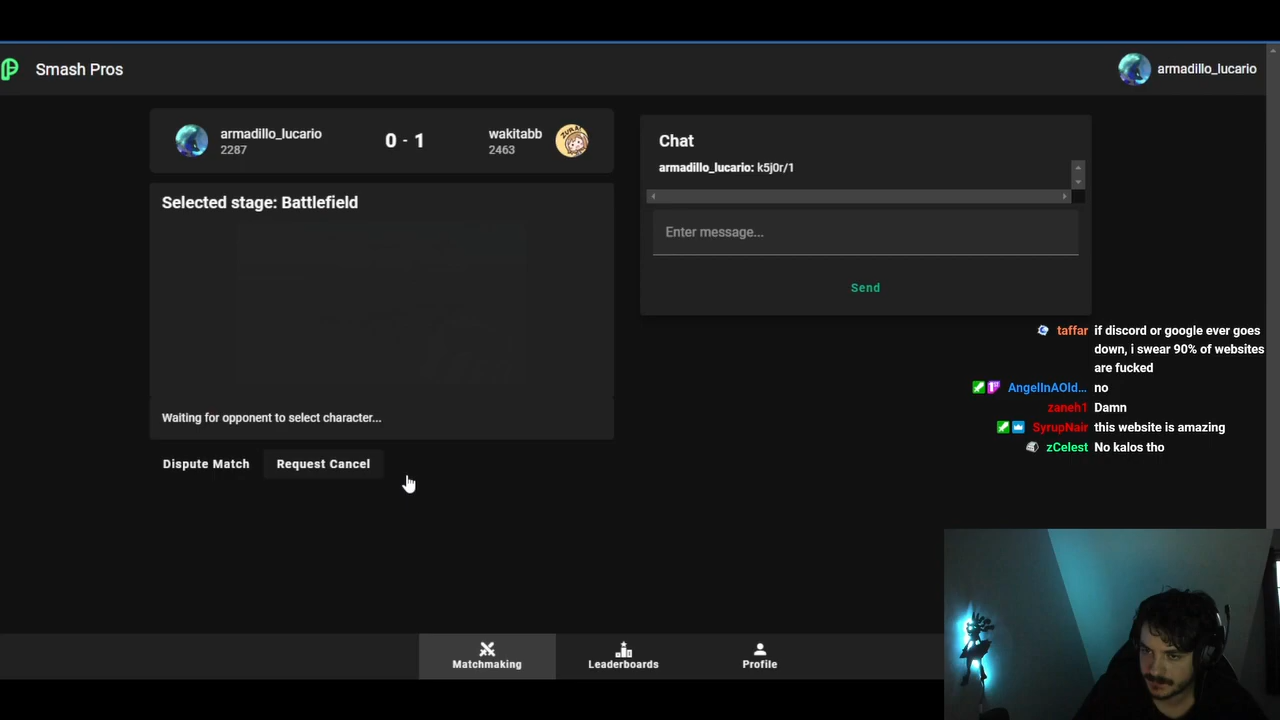 Smash Pros
armadillo_lucario
armadillo_lucario
2287
0 - 1
wakitabb
2463
Selected stage: Battlefield
Waiting for opponent to select character...
Dispute Match
Request Cancel
Chat
armadillo_lucario: k5j0r/1
Enter message...
Send
taffar if discord or google ever goes
down, i swear 90% of websites
are fucked
AngelInAOld... no
zaneh1 Damn
SyrupNair this website is amazing
zCelest No kalos tho
Matchmaking
Leaderboards
Profile